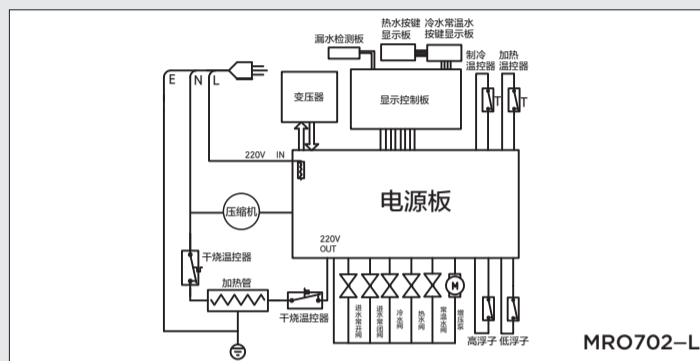 热水按键
显示板
冷水常温水
按键显示板
漏水检测板
制冷
温控器
加热
温控器
E
N
L
变压器
显示控制板
T
T
220V IN
电源板
压缩机
220V
OUT
干烧温控器
加热管
干烧温控器
M
进水常开阀
进水常闭阀
冷水阀
热水阀
常温水阀
增压泵
高浮子
低浮子
MRO702-L